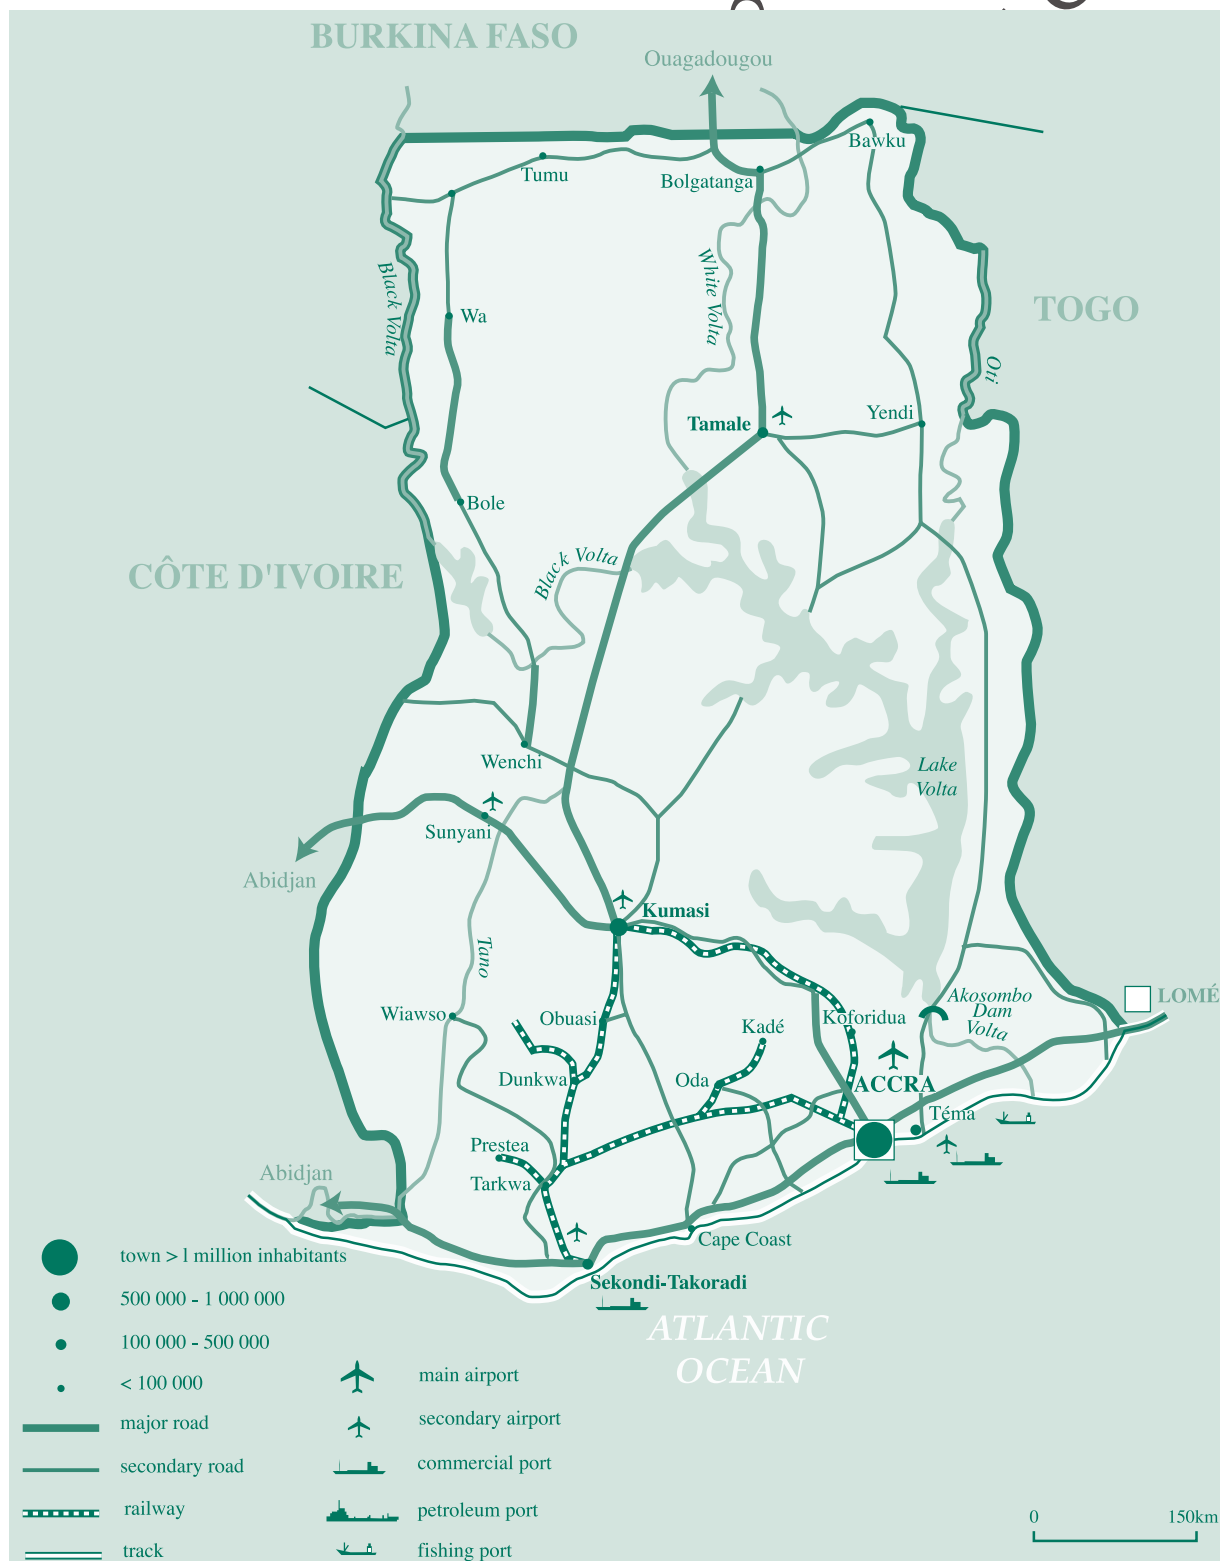 BURKINA FASO
Ouagadougou
Bawku
Tumu
Bolgatanga
Black Volta
White Volta
TOGO
Wa
Oti
Tamale
Yendi
Bole
CÔTE D'IVOIRE
Black Volta
Wenchi
Lake
Volta
Sunyani
Abidjan
Kumasi
Tano
Akosombo
Dam
Volta
LOMÉ
Wiawso
Obuasi
Kadé
Koforidua
Dunkwa
Oda
ACCRA
Téma
Prestea
Tarkwa
Abidjan
Cape Coast
Sekondi-Takoradi
ATLANTIC
OCEAN
town > 1 million inhabitants
500 000 - 1 000 000
100 000 - 500 000
< 100 000
major road
secondary road
railway
track
main airport
secondary airport
commercial port
petroleum port
fishing port
0 150km